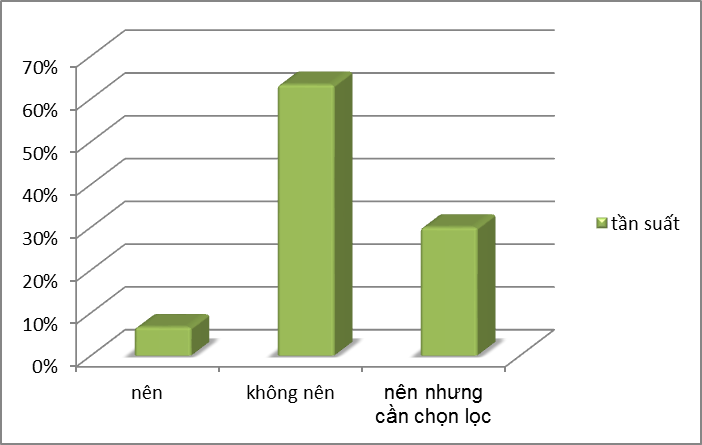 70%
60%
50%
40%
30%
20%
10%
0%
nên
không nên
nên nhưng
cần chọn lọc
tần suất